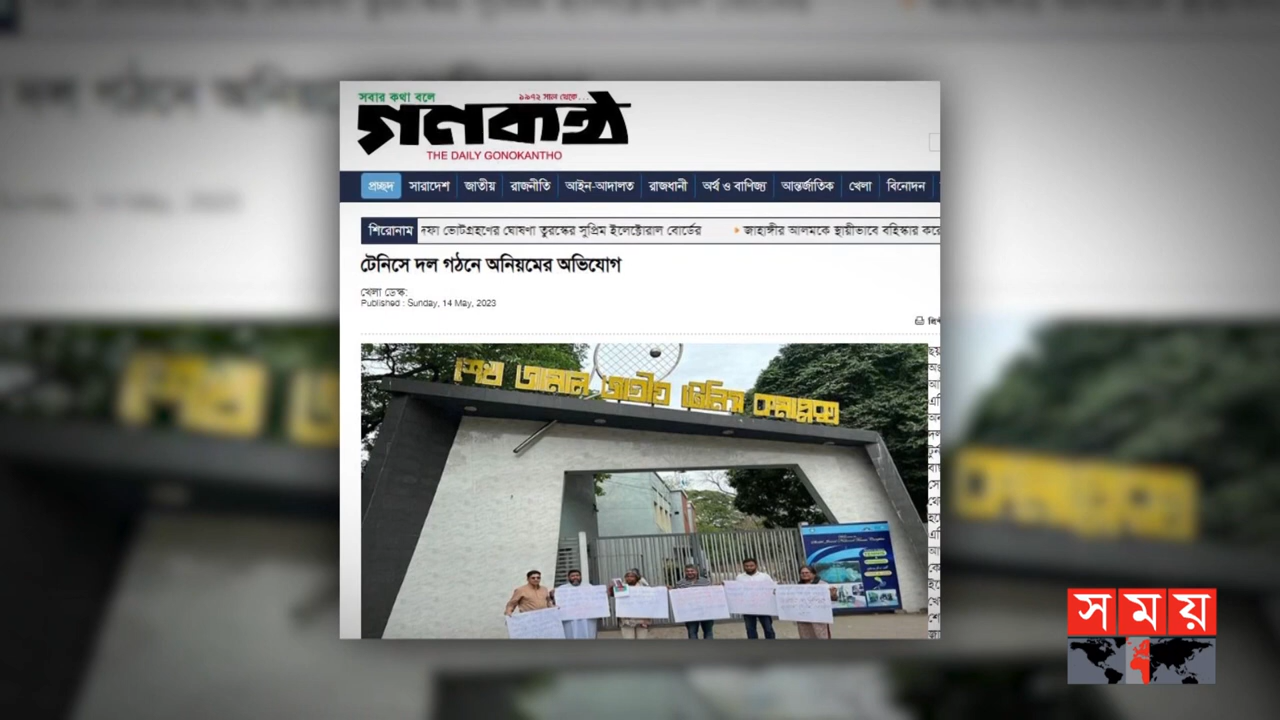 সবার কথা বলে
১৯৭২ সাল থেকে...
গণকণ্ঠ
THE DAILY GONOKANTHO
প্রচ্ছদ সারাদেশ জাতীয় রাজনীতি আইন-আদালত রাজধানী অর্থ ও বাণিজ্য আন্তর্জাতিক খেলা বিনোদন
শিরোনাম দফা ভোটগ্রহণের ঘোষণা তুরস্কের সুপ্রিম ইলেক্টোরাল বোর্ডের জাহাঙ্গীর আলমকে স্থায়ীভাবে বহিস্কার করে
টেনিসে দল গঠনে অনিয়মের অভিযোগ
খেলা ডেস্ক:
Published : Sunday, 14 May, 2023
শেখ জামাল জাতীয় টেনিস কমপ্লেক্স
সময়